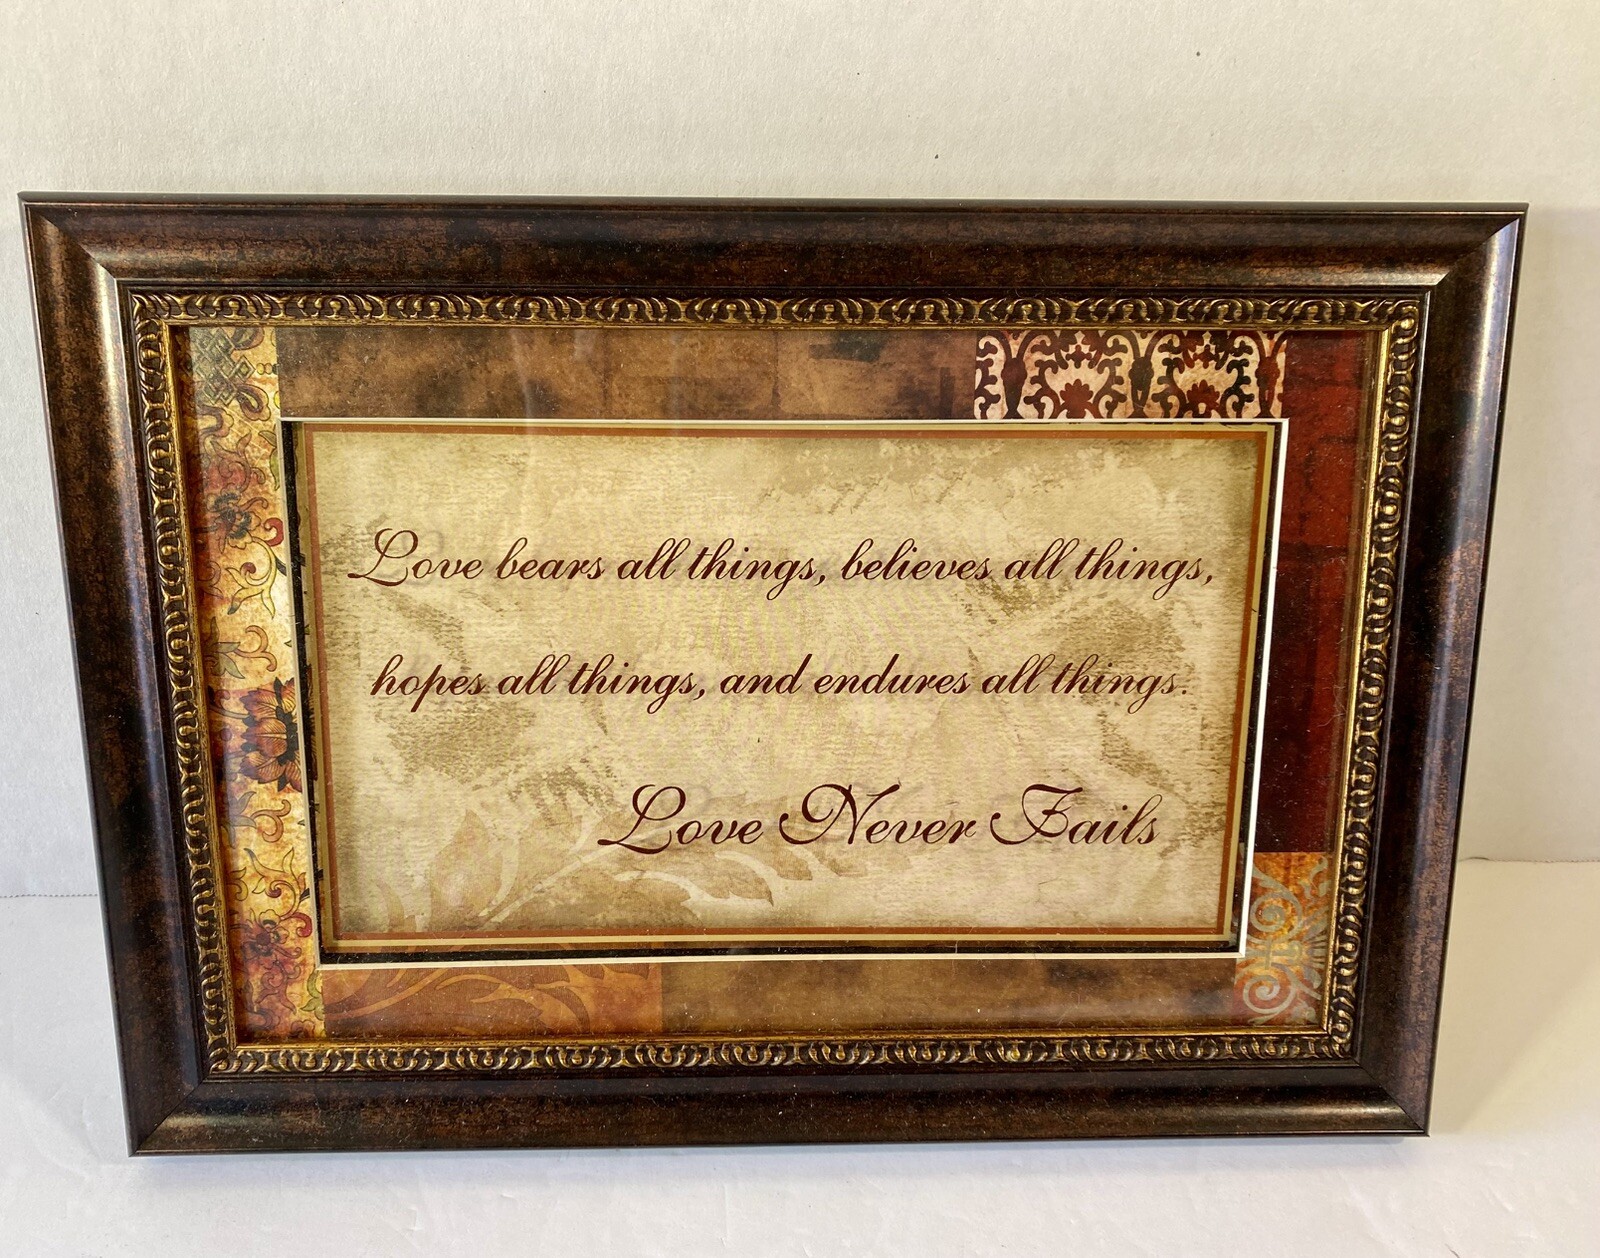 Love bears all things, believes all things,
hopes all things, and endures all things.
Love Never Fails